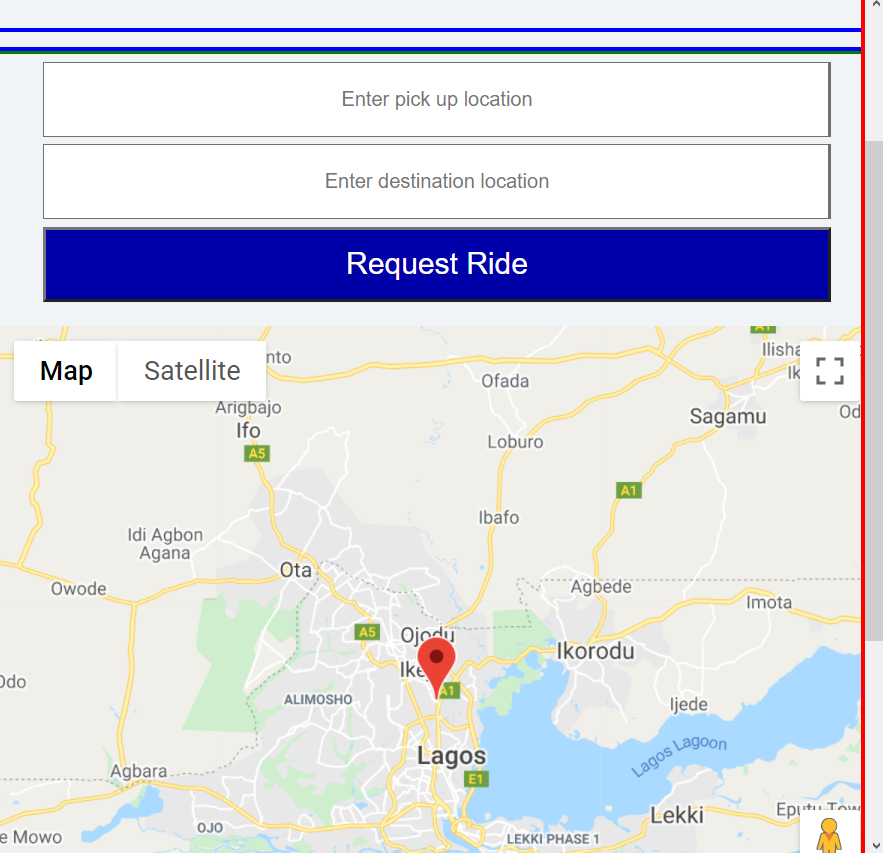 Enter pick up location
Enter destination location
Request Ride
A1
Map
Satellite
nto
Ilisha
Ik
Ofada
Arigbajo
Sagamu
Od
Ifo
Loburo
A5
A1
Ibafo
Idi Agbon
Agana
Ota
Owode
Agbede
Imota
A5
Ojodu
Ikorodu
Ike
Odo
A1
ALIMOSHO
Ijede
Lagos Lagoon
Lagos
Agbara
E1
Lekki
Eputu Tow
OJO
e Mowo
LEKKI PHASE 1